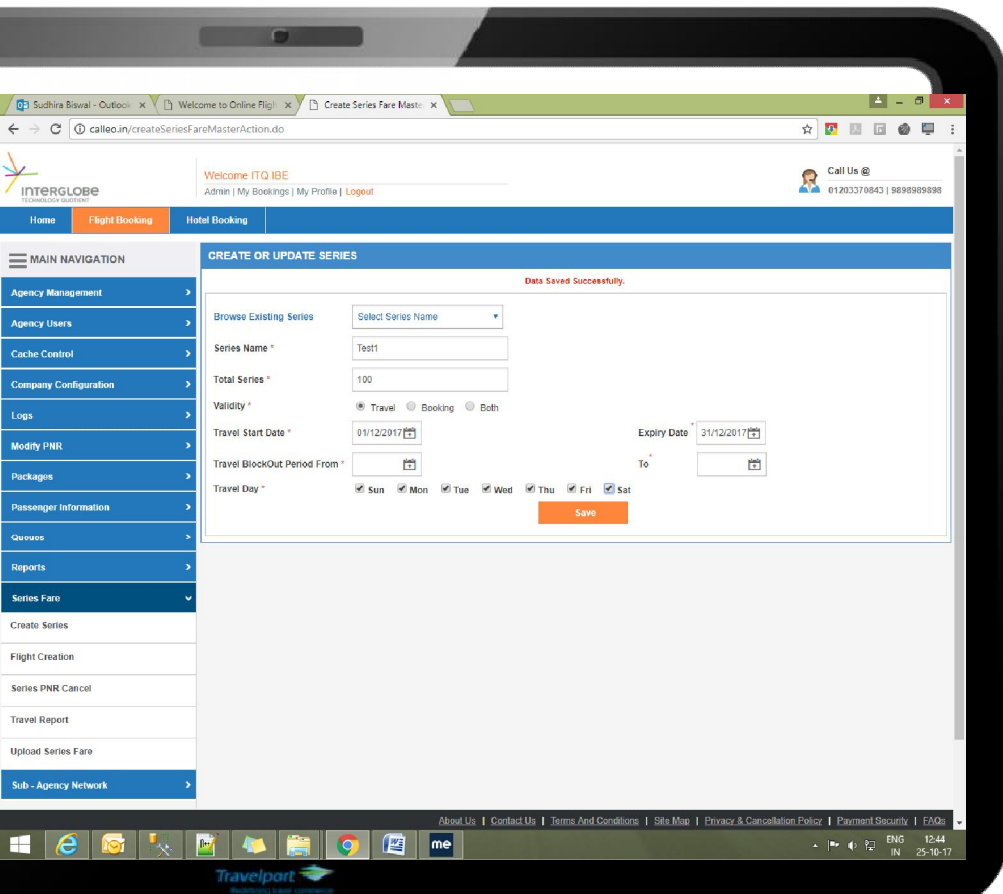 Sudhira Biswal - Outlook
Welcome to Online Fligh
Create Series Fare Maste
calleo.in/createSeriesFareMasterAction.do
INTERGLOBE
TECHNOLOGY QUOTIENT
Welcome ITQ IBE
Admin | My Bookings | My Profile | Logout
Call Us @
01203370843 | 9898989898
Home Flight Booking Hotel Booking
MAIN NAVIGATION
Agency Management
Agency Users
Cache Control
Company Configuration
Logs
Modify PNR
Packages
Passenger Information
Queues
Reports
Series Fare
Create Series
Flight Creation
Series PNR Cancel
Travel Report
Upload Series Fare
Sub - Agency Network
CREATE OR UPDATE SERIES
Data Saved Successfully.
Browse Existing Series Select Series Name
Series Name * Test1
Total Series * 100
Validity * Travel Booking Both
Travel Start Date * 01/12/2017 Expiry Date * 31/12/2017
Travel BlockOut Period From * To *
Travel Day * Sun Mon Tue Wed Thu Fri Sat
Save
About Us | Contact Us | Terms And Conditions | Site Map | Privacy & Cancellation Policy | Payment Security | FAQs
me
ENG 12:44
IN 25-10-17
Travelport
Redefining travel commerce